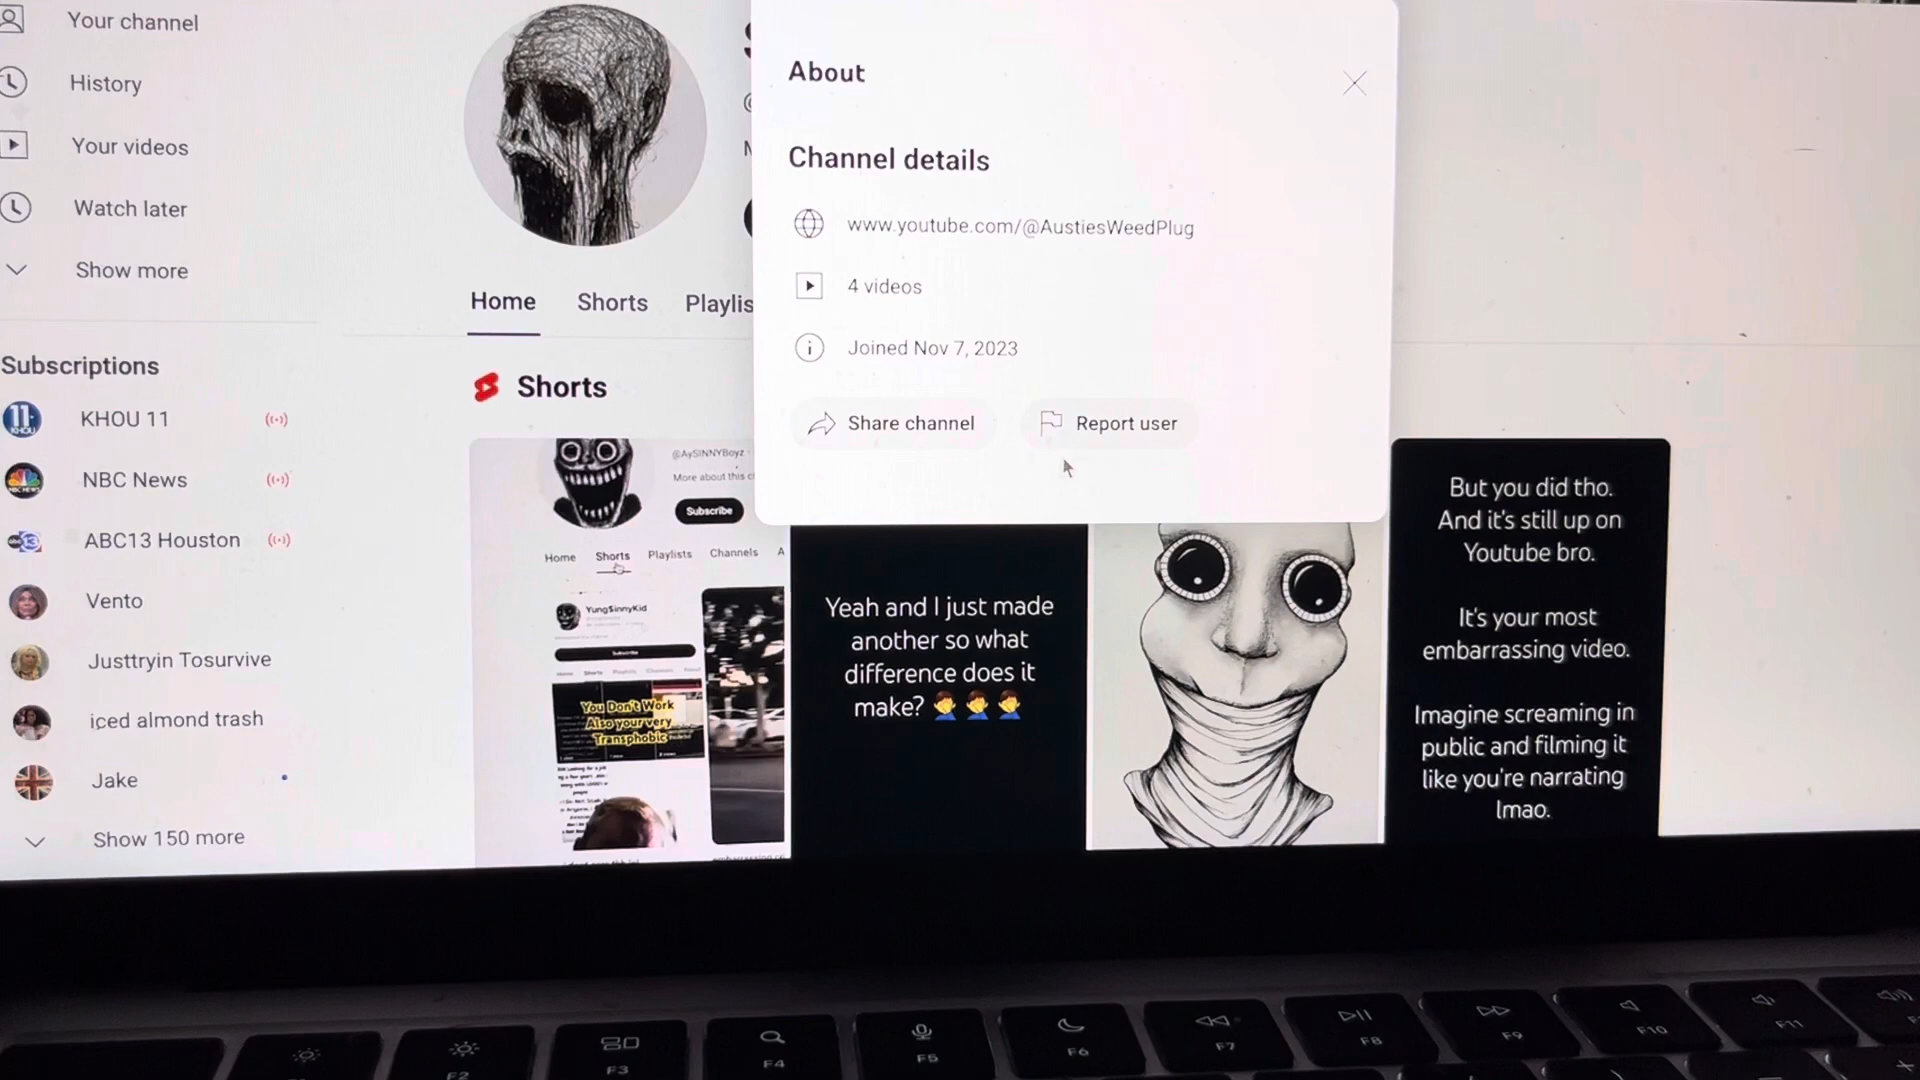 Your channel
History
Your videos
Watch later
Show more
Subscriptions
KHOU 11
NBC News
ABC13 Houston
Vento
Justtryin Tosurvive
iced almond trash
Jake
Show 150 more
Home Shorts Playlis
Shorts
About
Channel details
www.youtube.com/@AustiesWeedPlug
4 videos
Joined Nov 7, 2023
Share channel
Report user
@AySINNYBoyz
More about this c
Subscribe
Home Shorts Playlists Channels A
YungSinnyKid
Subscribe
You Don't Work
Also your very
Transphobic
Yeah and I just made
another so what
difference does it
make? 🤦‍♂️🤦‍♂️🤦‍♂️
But you did tho.
And it's still up on
Youtube bro.
It's your most
embarrassing video.
Imagine screaming in
public and filming it
like you're narrating
lmao.
F2
F3
F4
F5
F6
F7
F8
F9
F10
F11